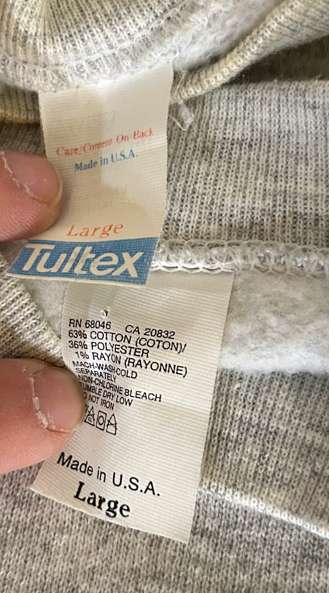 Care/Content On Back
Made in U.S.A.
Large
Tultex
RN 68046 CA 20832
63% COTTON (COTON)/
36% POLYESTER
1% RAYON (RAYONNE)
MACH-WASH-COLD
SEPARATELY
NON-CHLORINE BLEACH
TUMBLE DRY LOW
DO NOT IRON
Made in U.S.A.
Large